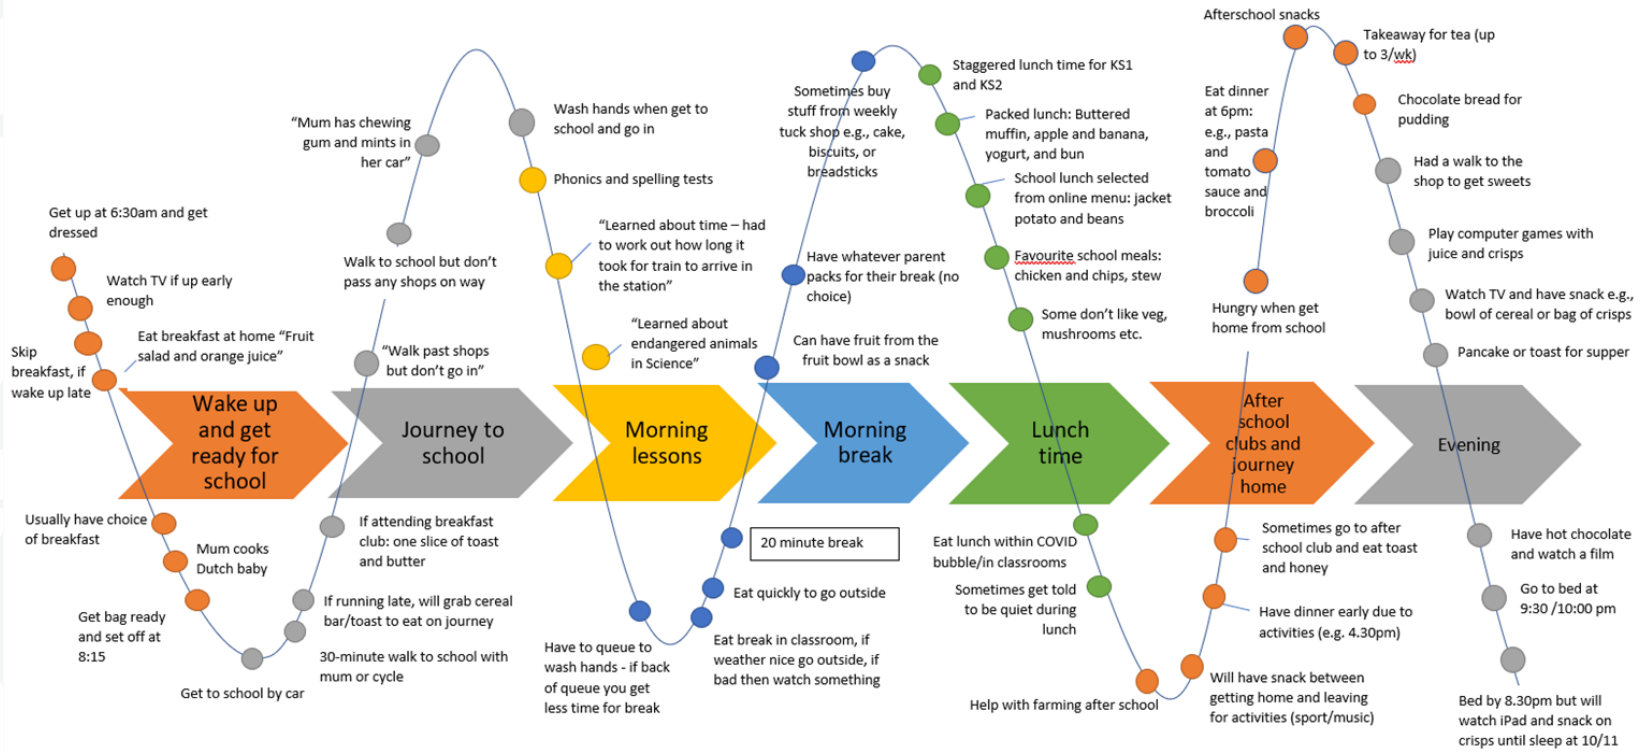 Get up at 6:30am and get
dressed
Watch TV if up early
enough
Eat breakfast at home “Fruit
salad and orange juice”
Skip
breakfast, if
wake up late
Wake up
and get
ready for
school
Usually have choice
of breakfast
Mum cooks
Dutch baby
Get bag ready
and set off at
8:15
Get to school by car
30-minute walk to school with
mum or cycle
If running late, will grab cereal
bar/toast to eat on journey
If attending breakfast
club: one slice of toast
and butter
Journey to
school
“Walk past shops
but don’t go in”
Walk to school but don’t
pass any shops on way
“Mum has chewing
gum and mints in
her car”
Wash hands when get to
school and go in
Phonics and spelling tests
“Learned about time – had
to work out how long it
took for train to arrive in
the station”
“Learned about
endangered animals
in Science”
Morning
lessons
Have to queue to
wash hands - if back
of queue you get
less time for break
Eat break in classroom, if
weather nice go outside, if
bad then watch something
Eat quickly to go outside
20 minute break
Morning
break
Can have fruit from the
fruit bowl as a snack
Have whatever parent
packs for their break (no
choice)
Sometimes buy
stuff from weekly
tuck shop e.g., cake,
biscuits, or
breadsticks
Staggered lunch time for KS1
and KS2
Packed lunch: Buttered
muffin, apple and banana,
yogurt, and bun
School lunch selected
from online menu: jacket
potato and beans
Favourite school meals:
chicken and chips, stew
Some don’t like veg,
mushrooms etc.
Lunch
time
Eat lunch within COVID
bubble/in classrooms
Sometimes get told
to be quiet during
lunch
Help with farming after school
Will have snack between
getting home and leaving
for activities (sport/music)
Have dinner early due to
activities (e.g. 4.30pm)
Sometimes go to after
school club and eat toast
and honey
After
school
clubs and
journey
home
Hungry when get
home from school
Eat dinner
at 6pm:
e.g., pasta
and
tomato
sauce and
broccoli
Afterschool snacks
Takeaway for tea (up
to 3/wk)
Chocolate bread for
pudding
Had a walk to the
shop to get sweets
Play computer games with
juice and crisps
Watch TV and have snack e.g.,
bowl of cereal or bag of crisps
Pancake or toast for supper
Evening
Have hot chocolate
and watch a film
Go to bed at
9:30 /10:00 pm
Bed by 8.30pm but will
watch iPad and snack on
crisps until sleep at 10/11